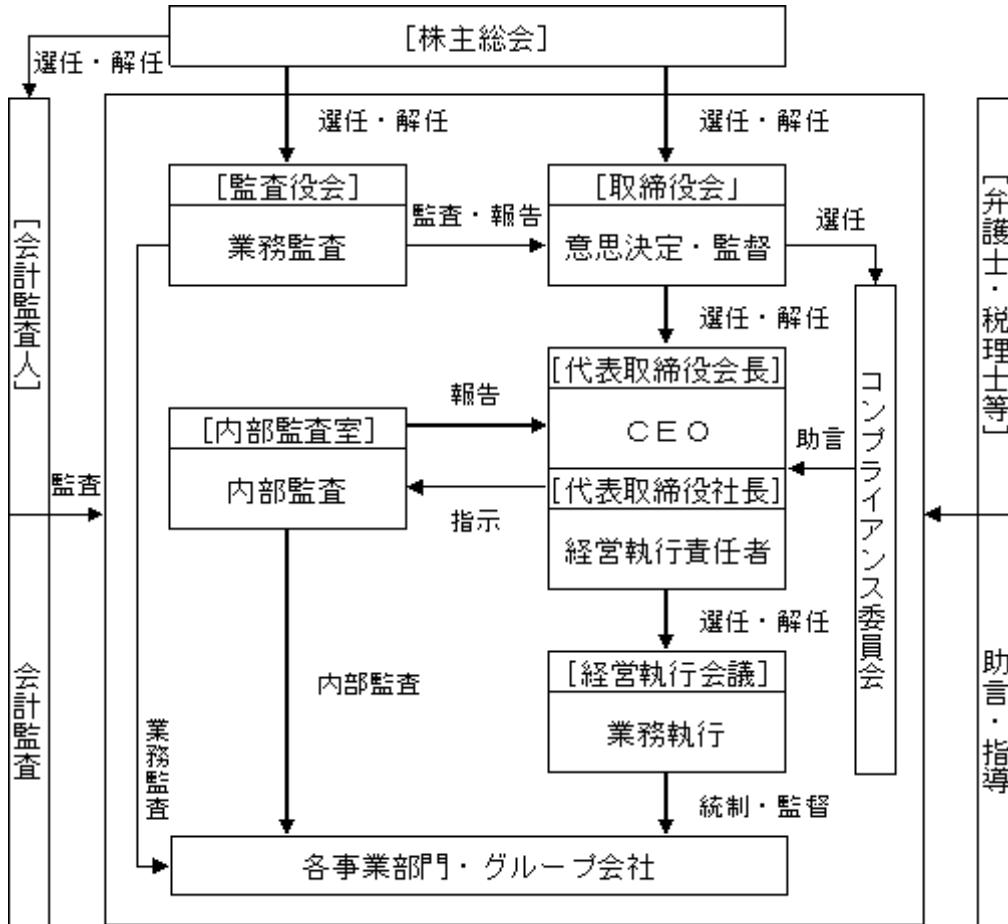 [株主総会]
選任・解任
選任・解任
選任・解任
[監査役会]
業務監査
監査・報告
[取締役会」
意思決定・監督
選任
選任・解任
[会計監査人]
会計監査
監査
[内部監査室]
内部監査
報告
指示
[代表取締役会長]
ＣＥＯ
[代表取締役社長]
経営執行責任者
助言
コンプライアンス委員会
[弁護士・税理士等]
助言・指導
選任・解任
[経営執行会議]
業務執行
内部監査
業務監査
統制・監督
各事業部門・グループ会社